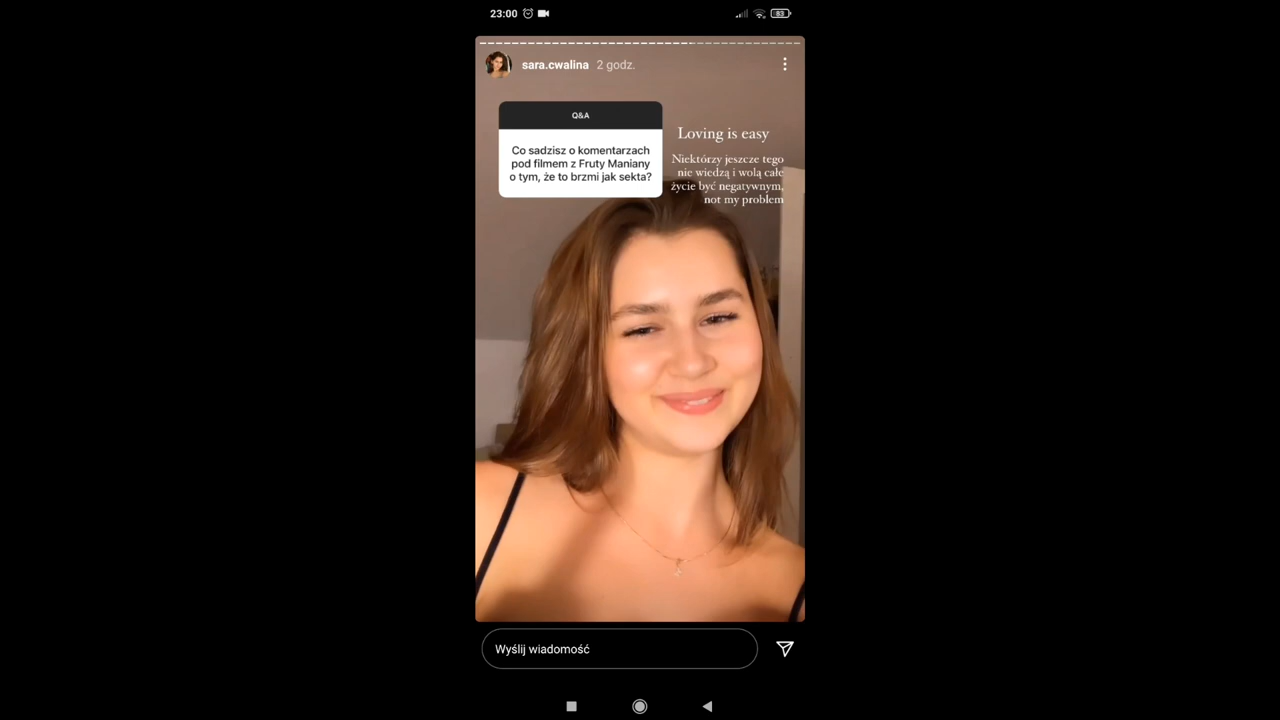 23:00
83
sara.cwalina 2 godz.
Q&A
Co sadzisz o komentarzach
pod filmem z Fruty Maniany
o tym, że to brzmi jak sekta?
Loving is easy
Niektórzy jeszcze tego
nie wiedzą i wolą całe
życie być negatywnym,
not my problem
Wyślij wiadomość